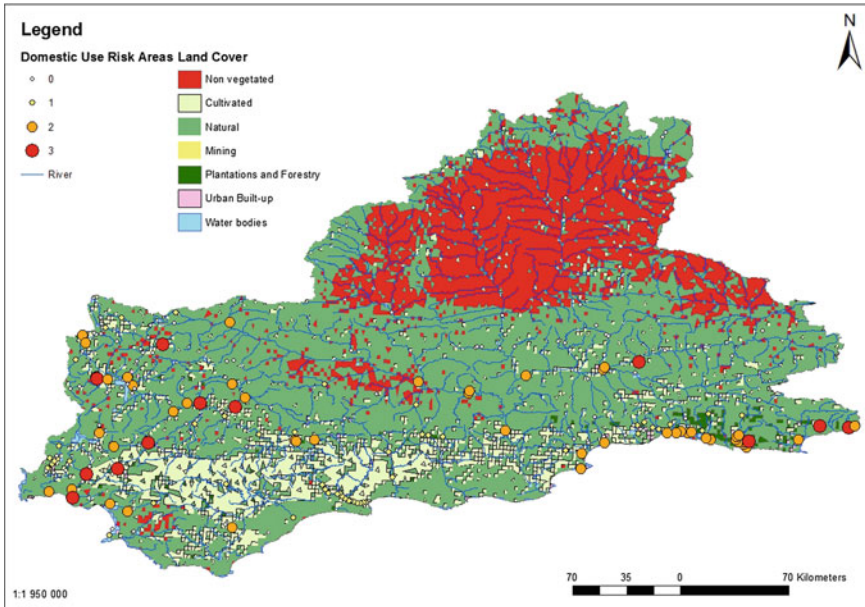 Legend
N
Domestic Use Risk Areas Land Cover
0
1
2
3
River
Non vegetated
Cultivated
Natural
Mining
Plantations and Forestry
Urban Built-up
Water bodies
70 35 0 70 Kilometers
1:1 950 000